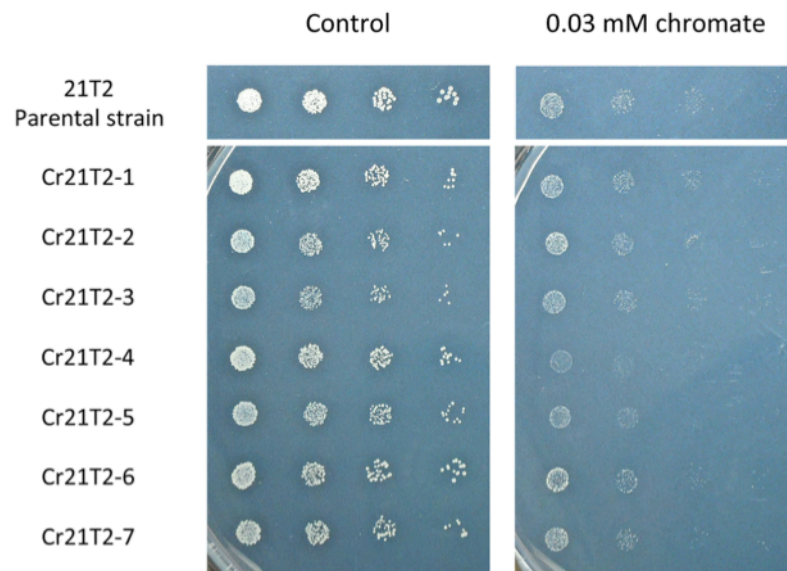 Control
0.03 mM chromate
21T2
Parental strain
Cr21T2-1
Cr21T2-2
Cr21T2-3
Cr21T2-4
Cr21T2-5
Cr21T2-6
Cr21T2-7